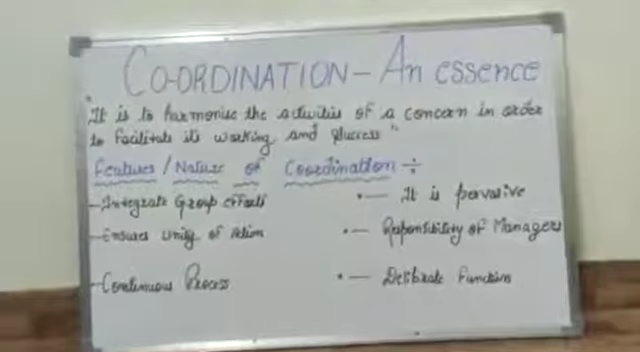 CO-ORDINATION - An essence
"It is to harmonise the activities of a concern in order
to facilitate its working and success"
Features / Nature of Coordination ÷
- Integrate Group efforts
- Ensures unity of Action
- Continuous Process
• — It is pervasive
• — Responsibility of Managers
• — Delibrate Function